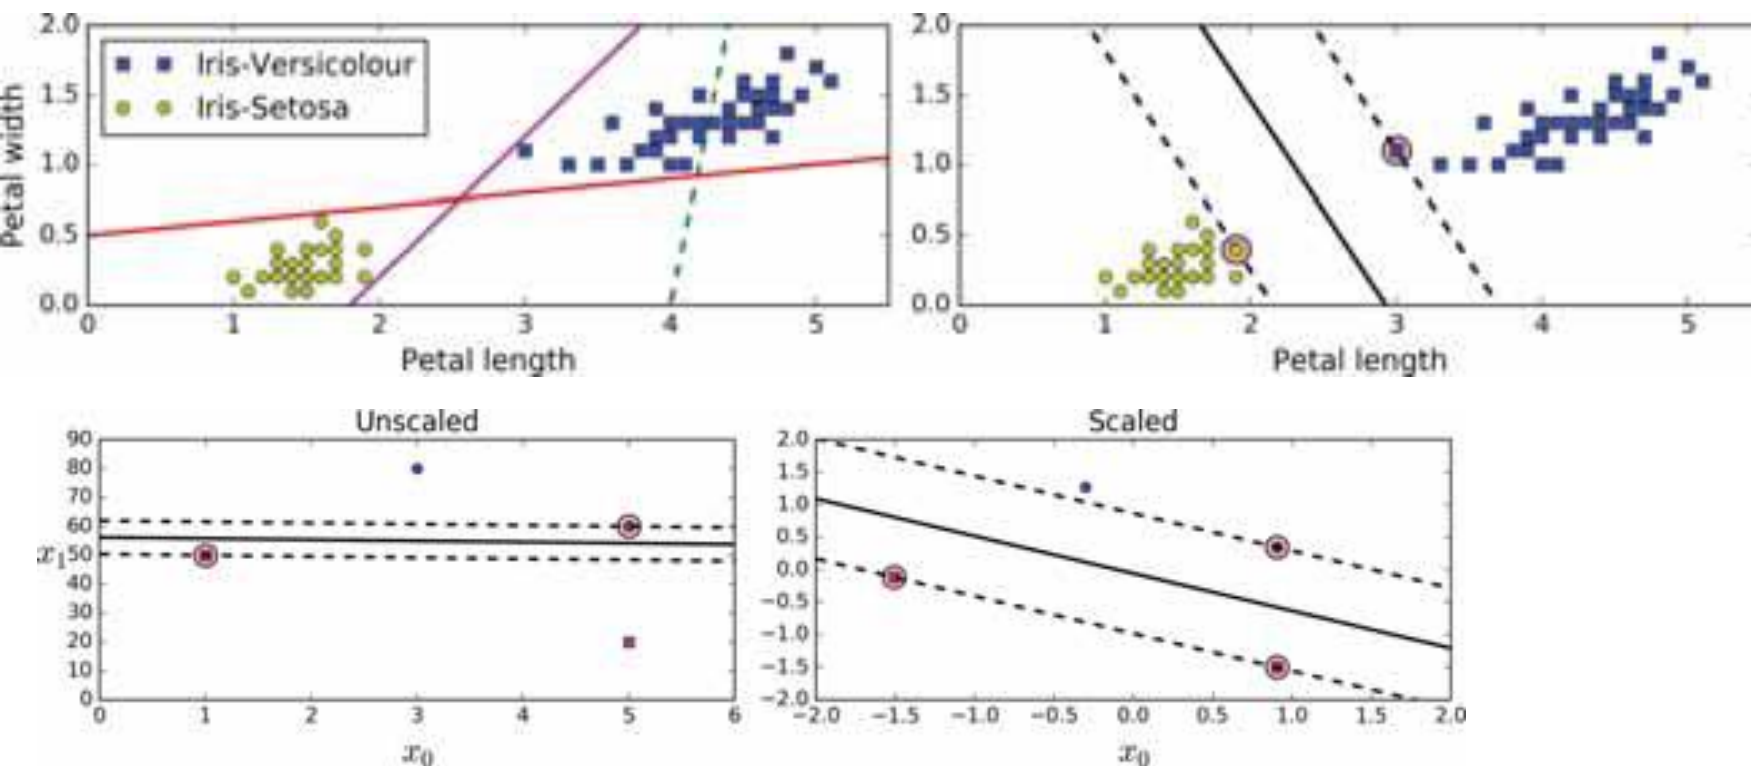 2.0
1.5
1.0
0.5
0.0
Petal width
Iris-Versicolour
Iris-Setosa
0 1 2 3 4 5
Petal length
2.0
1.5
1.0
0.5
0.0
0 1 2 3 4 5
Petal length
Unscaled
90
80
70
60
50
40
30
20
10
0
x₁
0 1 2 3 4 5 6
x₀
Scaled
2.0
1.5
1.0
0.5
0.0
−0.5
−1.0
−1.5
−2.0
−2.0 −1.5 −1.0 −0.5 0.0 0.5 1.0 1.5 2.0
x₀